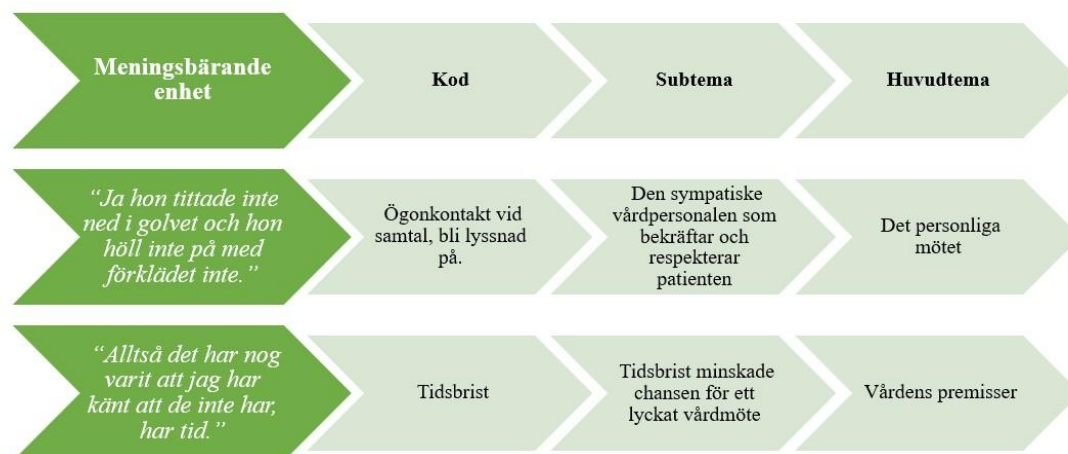 Meningsbärande
enhet
Kod
Subtema
Huvudtema
“Ja hon tittade inte
ned i golvet och hon
höll inte på med
förklädet inte.”
Ögonkontakt vid
samtal, bli lyssnad
på.
Den sympatiske
vårdpersonalen som
bekräftar och
respekterar
patienten
Det personliga
mötet
“Alltså det har nog
varit att jag har
känt att de inte har,
har tid.”
Tidsbrist
Tidsbrist minskade
chansen för ett
lyckat vårdmöte
Vårdens premisser